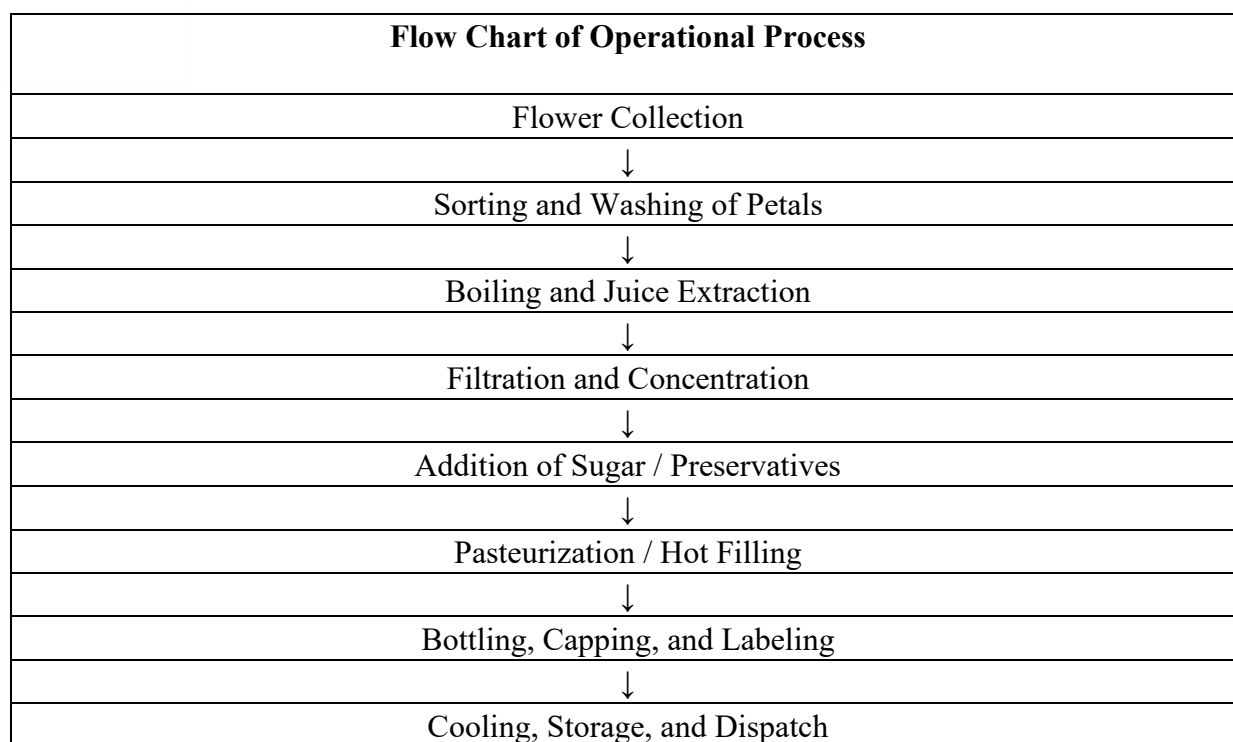 Flow Chart of Operational Process
Flower Collection
↓
Sorting and Washing of Petals
↓
Boiling and Juice Extraction
↓
Filtration and Concentration
↓
Addition of Sugar / Preservatives
↓
Pasteurization / Hot Filling
↓
Bottling, Capping, and Labeling
↓
Cooling, Storage, and Dispatch